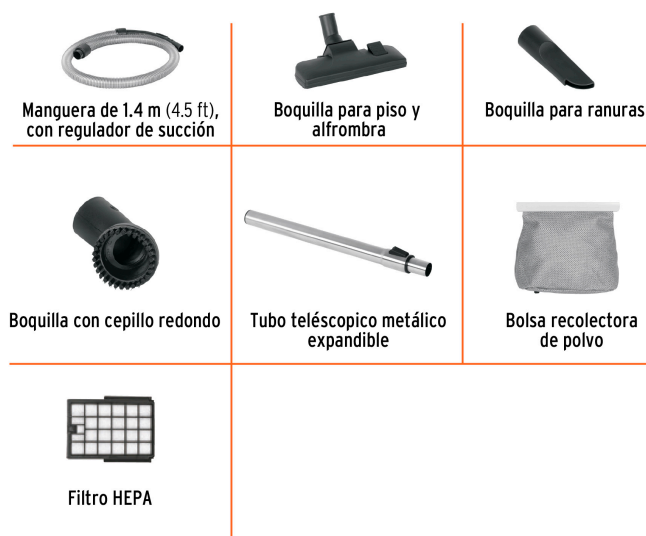 Manguera de 1.4 m (4.5 ft),
con regulador de succión
Boquilla para piso y
alfrombra
Boquilla para ranuras
Boquilla con cepillo redondo
Tubo teléscopico metálico
expandible
Bolsa recolectora
de polvo
Filtro HEPA